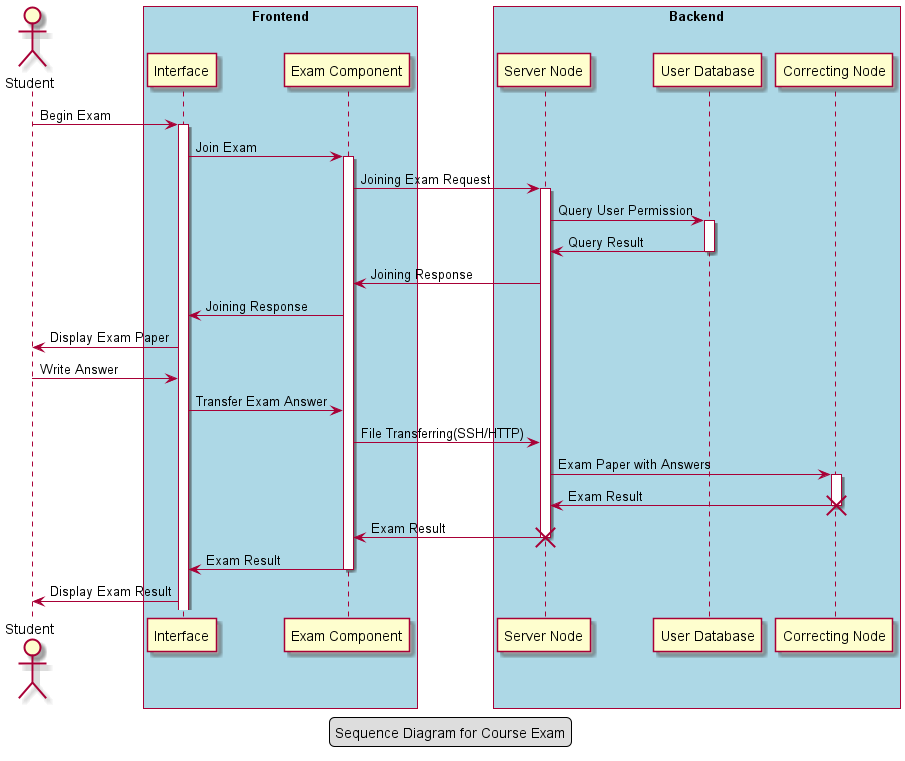 Frontend
Backend
Student
Interface
Exam Component
Server Node
User Database
Correcting Node
Begin Exam
Join Exam
Joining Exam Request
Query User Permission
Query Result
Joining Response
Joining Response
Display Exam Paper
Write Answer
Transfer Exam Answer
File Transferring(SSH/HTTP)
Exam Paper with Answers
Exam Result
Exam Result
Exam Result
Display Exam Result
Student
Interface
Exam Component
Server Node
User Database
Correcting Node
Sequence Diagram for Course Exam